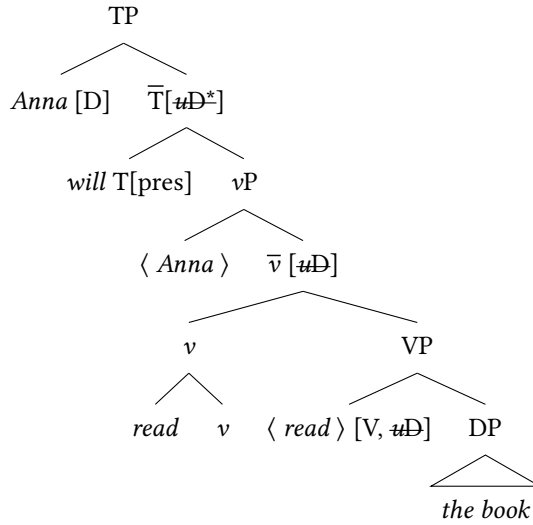 TP
Anna [D] T̅[uD*]
will T[pres] vP
⟨ Anna ⟩ v̅ [uD]
v VP
read v ⟨ read ⟩ [V, uD] DP
the book